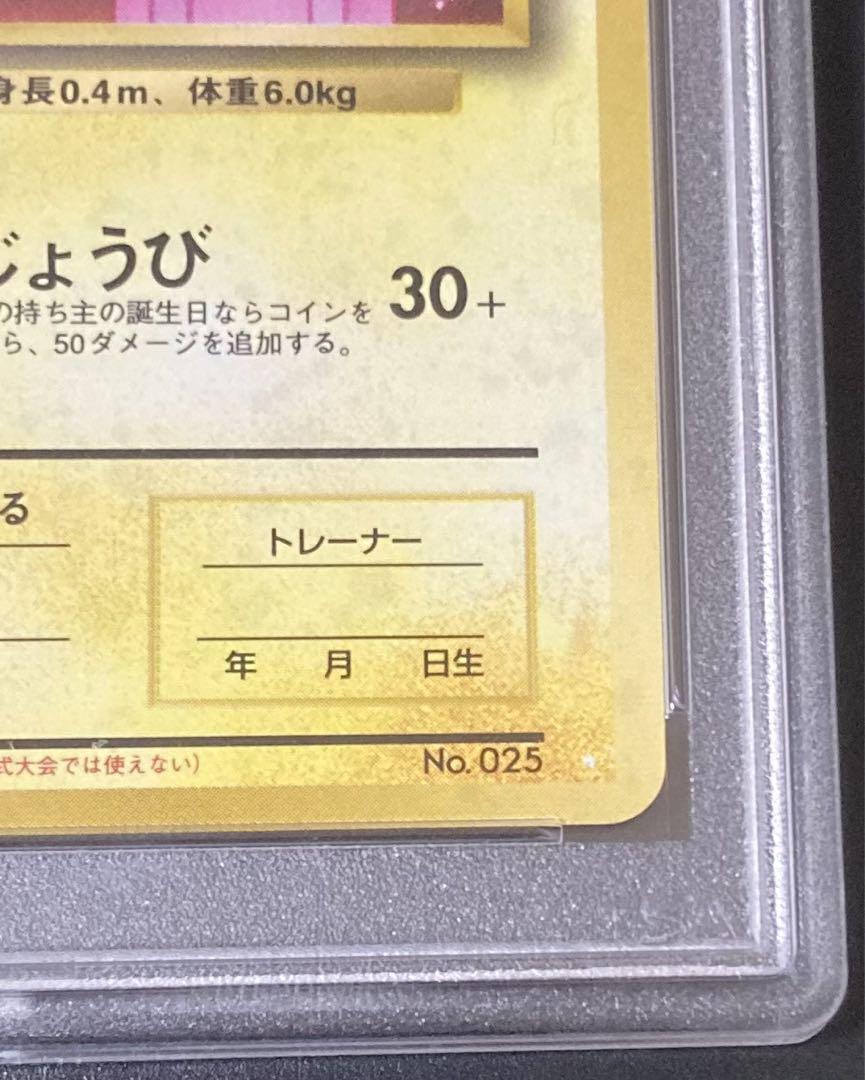 身長0.4m、体重6.0kg
じょうび
30+
の持ち主の誕生日ならコインを
ら、50ダメージを追加する。
る
トレーナー
年 月 日生
式大会では使えない)
No. 025